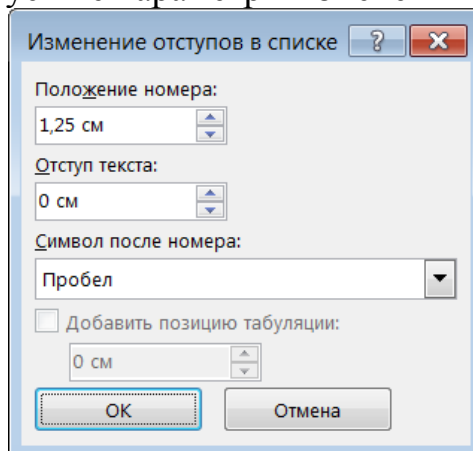 Изменение отступов в списке
Положение номера:
1,25 см
Отступ текста:
0 см
Символ после номера:
Пробел
Добавить позицию табуляции:
0 см
ОК Отмена